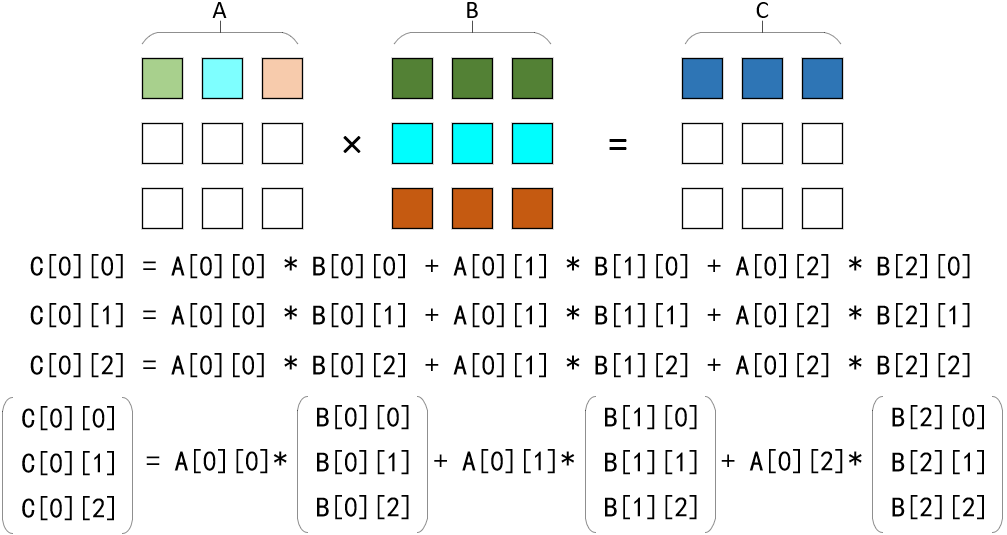 A B C
× =
C[0][0] = A[0][0] * B[0][0] + A[0][1] * B[1][0] + A[0][2] * B[2][0]
C[0][1] = A[0][0] * B[0][1] + A[0][1] * B[1][1] + A[0][2] * B[2][1]
C[0][2] = A[0][0] * B[0][2] + A[0][1] * B[1][2] + A[0][2] * B[2][2]
C[0][0] B[0][0] B[1][0] B[2][0]
C[0][1] = A[0][0]* B[0][1] + A[0][1]* B[1][1] + A[0][2]* B[2][1]
C[0][2] B[0][2] B[1][2] B[2][2]